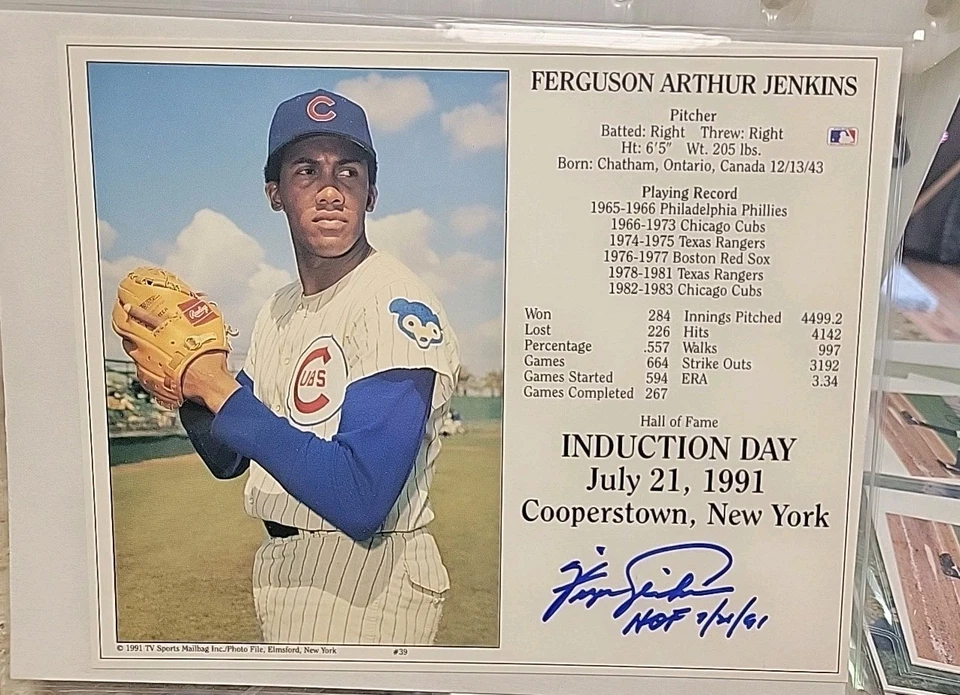 FERGUSON ARTHUR JENKINS
Pitcher
Batted: Right Threw: Right
Ht: 6'5" Wt. 205 lbs.
Born: Chatham, Ontario, Canada 12/13/43
Playing Record
1965-1966 Philadelphia Phillies
1966-1973 Chicago Cubs
1974-1975 Texas Rangers
1976-1977 Boston Red Sox
1978-1981 Texas Rangers
1982-1983 Chicago Cubs
Won 284 Innings Pitched 4499.2
Lost 226 Hits 4142
Percentage .557 Walks 997
Games 664 Strike Outs 3192
Games Started 594 ERA 3.34
Games Completed 267
Hall of Fame
INDUCTION DAY
July 21, 1991
Cooperstown, New York
Fergie Jenkins
HOF 7/21/91
C
Rawlings
CUBS
© 1991 TV Sports Mailbag Inc./Photo File, Elmsford, New York #39